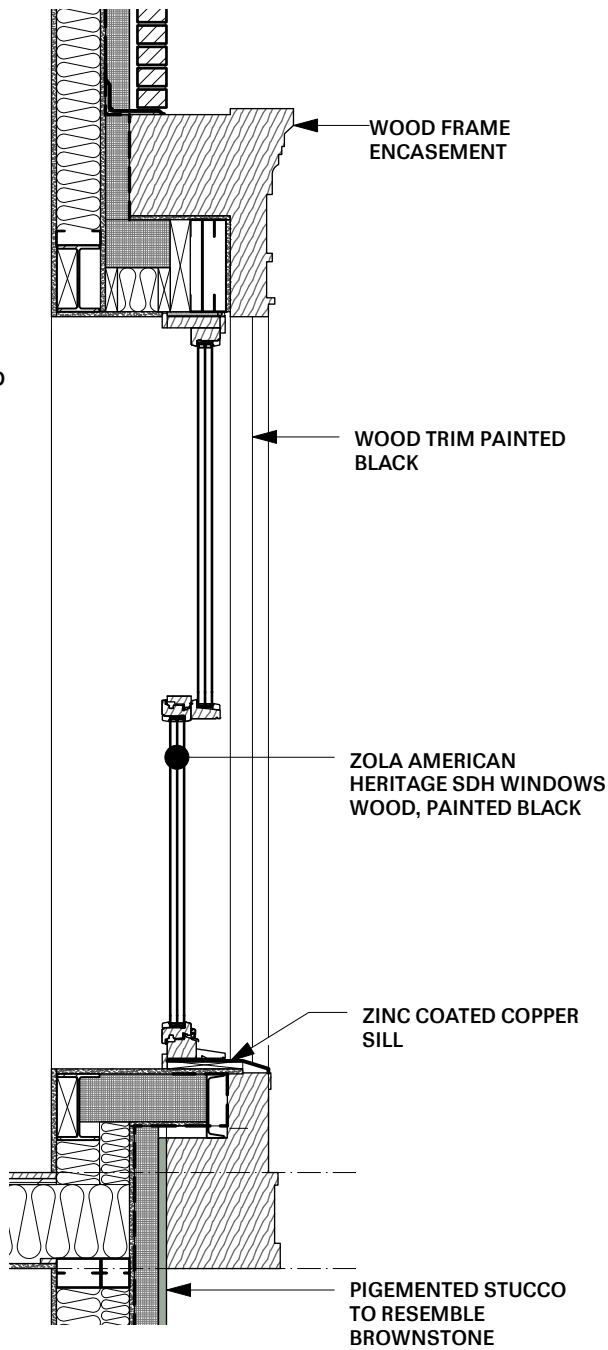 WOOD FRAME
ENCASEMENT
D
WOOD TRIM PAINTED
BLACK
ZOLA AMERICAN
HERITAGE SDH WINDOWS
WOOD, PAINTED BLACK
ZINC COATED COPPER
SILL
PIGEMENTED STUCCO
TO RESEMBLE
BROWNSTONE